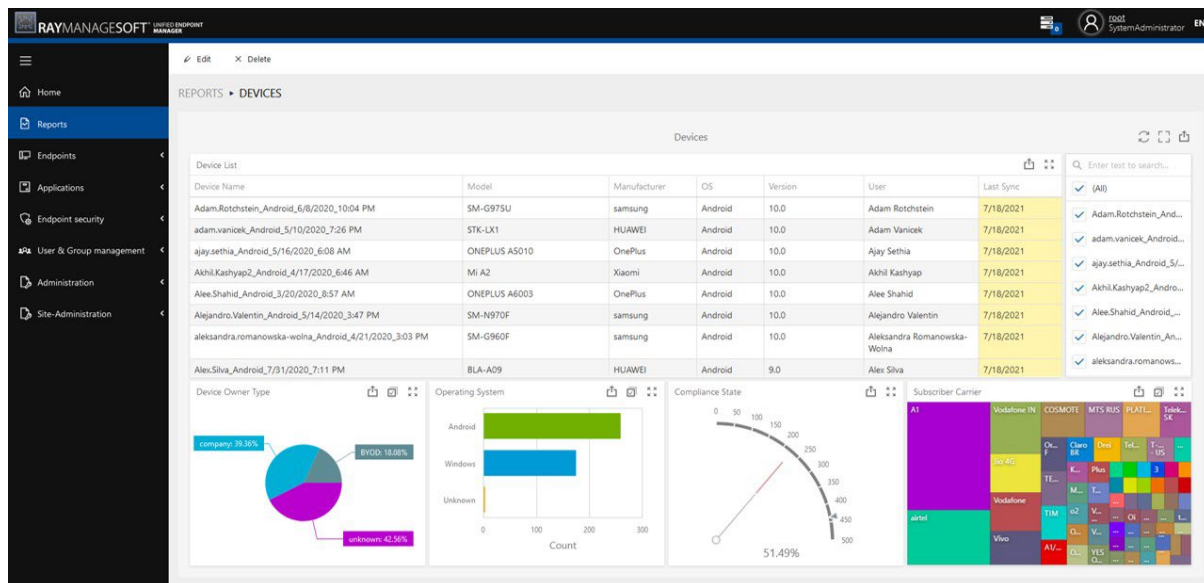 RAYMANAGESOFT UNIFIED ENDPOINT MANAGER
0
root
SystemAdministrator
EN
Edit Delete
Home
Reports
Endpoints
Applications
Endpoint security
User & Group management
Administration
Site-Administration
REPORTS ▸ DEVICES
Devices
Device List
Device Name Model Manufacturer OS Version User Last Sync
Adam.Rotchstein_Android_6/8/2020_10:04 PM SM-G975U samsung Android 10.0 Adam Rotchstein 7/18/2021
adam.vanicek_Android_5/10/2020_7:26 PM STK-LX1 HUAWEI Android 10.0 Adam Vanicek 7/18/2021
ajay.sethia_Android_5/16/2020_6:08 AM ONEPLUS A5010 OnePlus Android 10.0 Ajay Sethia 7/18/2021
Akhil.Kashyap2_Android_4/17/2020_6:46 AM Mi A2 Xiaomi Android 10.0 Akhil Kashyap 7/18/2021
Alee.Shahid_Android_3/20/2020_8:57 AM ONEPLUS A6003 OnePlus Android 10.0 Alee Shahid 7/18/2021
Alejandro.Valentin_Android_5/14/2020_3:47 PM SM-N970F samsung Android 10.0 Alejandro Valentin 7/18/2021
aleksandra.romanowska-wolna_Android_4/21/2020_3:03 PM SM-G960F samsung Android 10.0 Aleksandra Romanowska-
Wolna 7/18/2021
Alex.Silva_Android_7/31/2020_7:11 PM BLA-A09 HUAWEI Android 9.0 Alex Silva 7/18/2021
Enter text to search...
(All)
Adam.Rotchstein_And...
adam.vanicek_Android...
ajay.sethia_Android_5/...
Akhil.Kashyap2_Andro...
Alee.Shahid_Android_...
Alejandro.Valentin_An...
aleksandra.romanows...
Device Owner Type
company: 39.36%
BYOD: 18.08%
unknown: 42.56%
Operating System
Android
Windows
Unknown
0 100 200 300
Count
Compliance State
0 50 100 150 200 250 300 350 400 450 500
51.49%
Subscriber Carrier
A1 Vodafone IN COSMOTE MTS RUS PLATI... Telek... SK
Claro BR Drei Tel... T-... - US ...
Jio 4G TE... K... Plus 3
M... T...
Vodafone TIM o2 V... Oi
airtel
Vivo A1/... YES O...